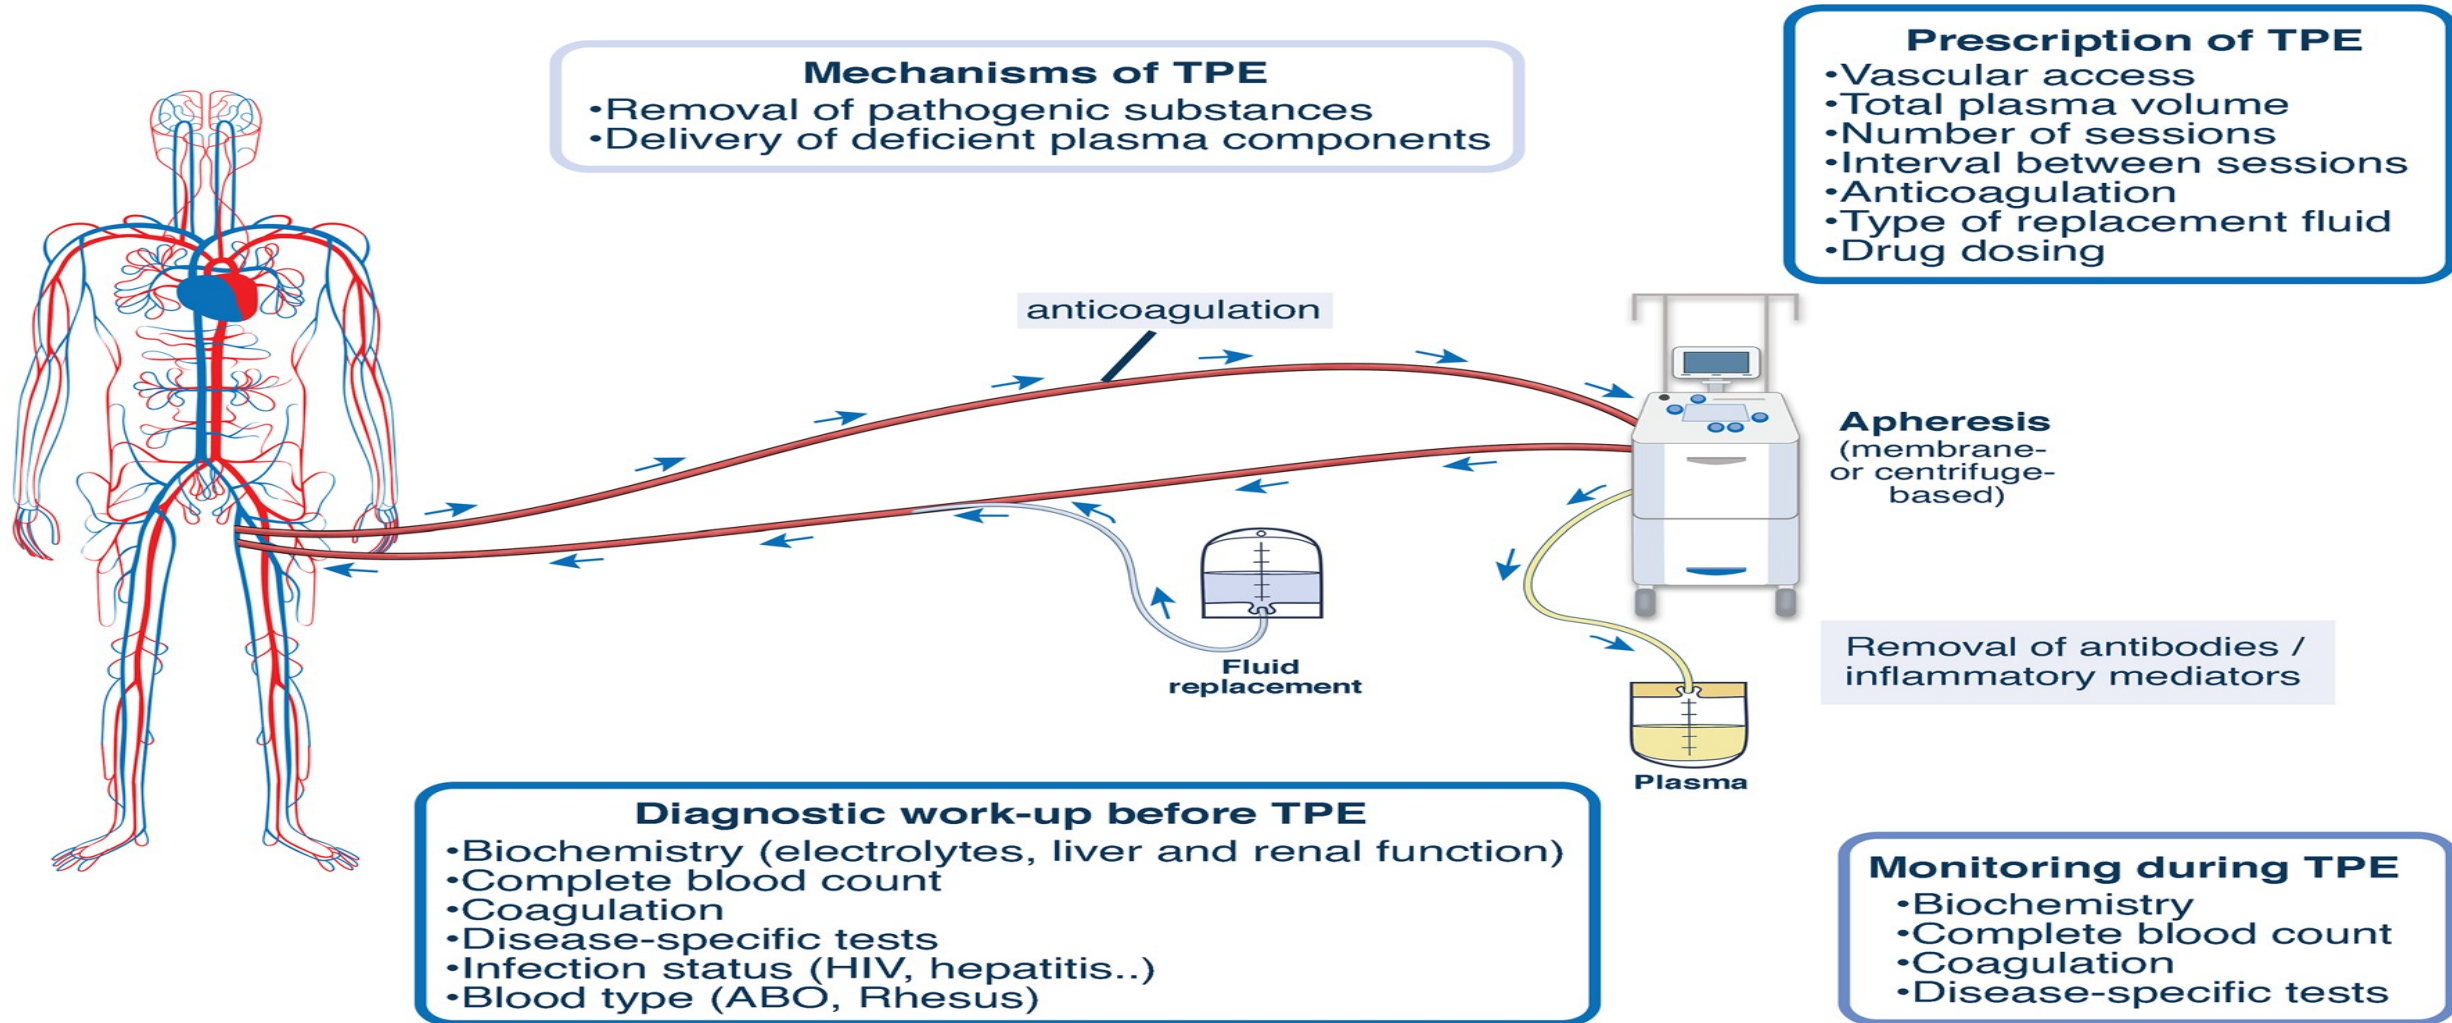 Mechanisms of TPE
•Removal of pathogenic substances
•Delivery of deficient plasma components
Prescription of TPE
•Vascular access
•Total plasma volume
•Number of sessions
•Interval between sessions
•Anticoagulation
•Type of replacement fluid
•Drug dosing
anticoagulation
Apheresis
(membrane-
or centrifuge-
based)
Fluid
replacement
Removal of antibodies /
inflammatory mediators
Plasma
Diagnostic work-up before TPE
•Biochemistry (electrolytes, liver and renal function)
•Complete blood count
•Coagulation
•Disease-specific tests
•Infection status (HIV, hepatitis..)
•Blood type (ABO, Rhesus)
Monitoring during TPE
•Biochemistry
•Complete blood count
•Coagulation
•Disease-specific tests